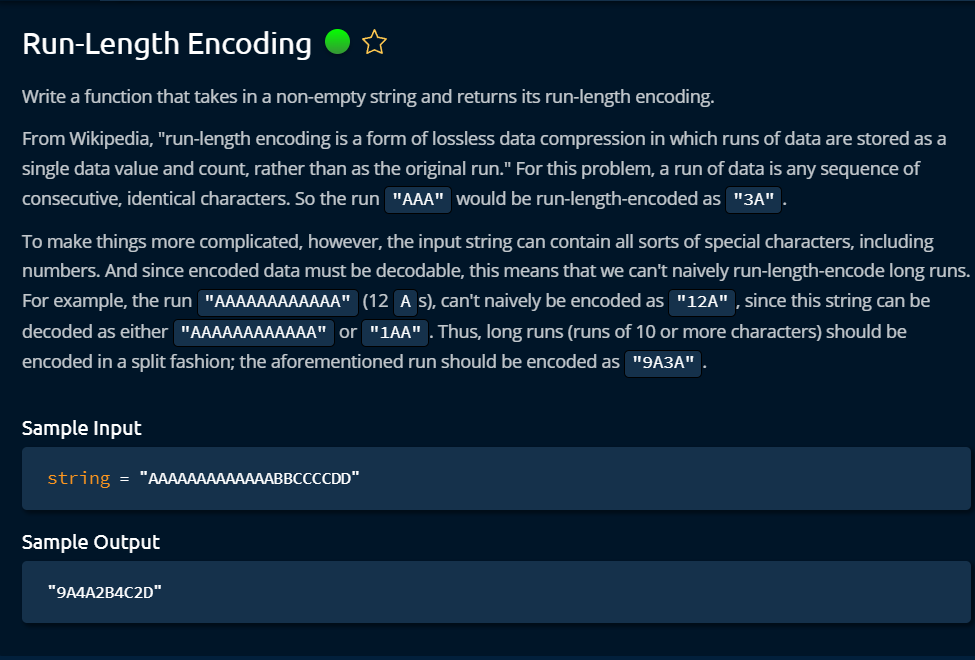 Run-Length Encoding
Write a function that takes in a non-empty string and returns its run-length encoding.
From Wikipedia, "run-length encoding is a form of lossless data compression in which runs of data are stored as a
single data value and count, rather than as the original run." For this problem, a run of data is any sequence of
consecutive, identical characters. So the run "AAA" would be run-length-encoded as "3A".
To make things more complicated, however, the input string can contain all sorts of special characters, including
numbers. And since encoded data must be decodable, this means that we can't naively run-length-encode long runs.
For example, the run "AAAAAAAAAAAA" (12 A s), can't naively be encoded as "12A", since this string can be
decoded as either "AAAAAAAAAAAA" or "1AA". Thus, long runs (runs of 10 or more characters) should be
encoded in a split fashion; the aforementioned run should be encoded as "9A3A".
Sample Input
string = "AAAAAAAAAAAAABBCCCCDD"
Sample Output
"9A4A2B4C2D"